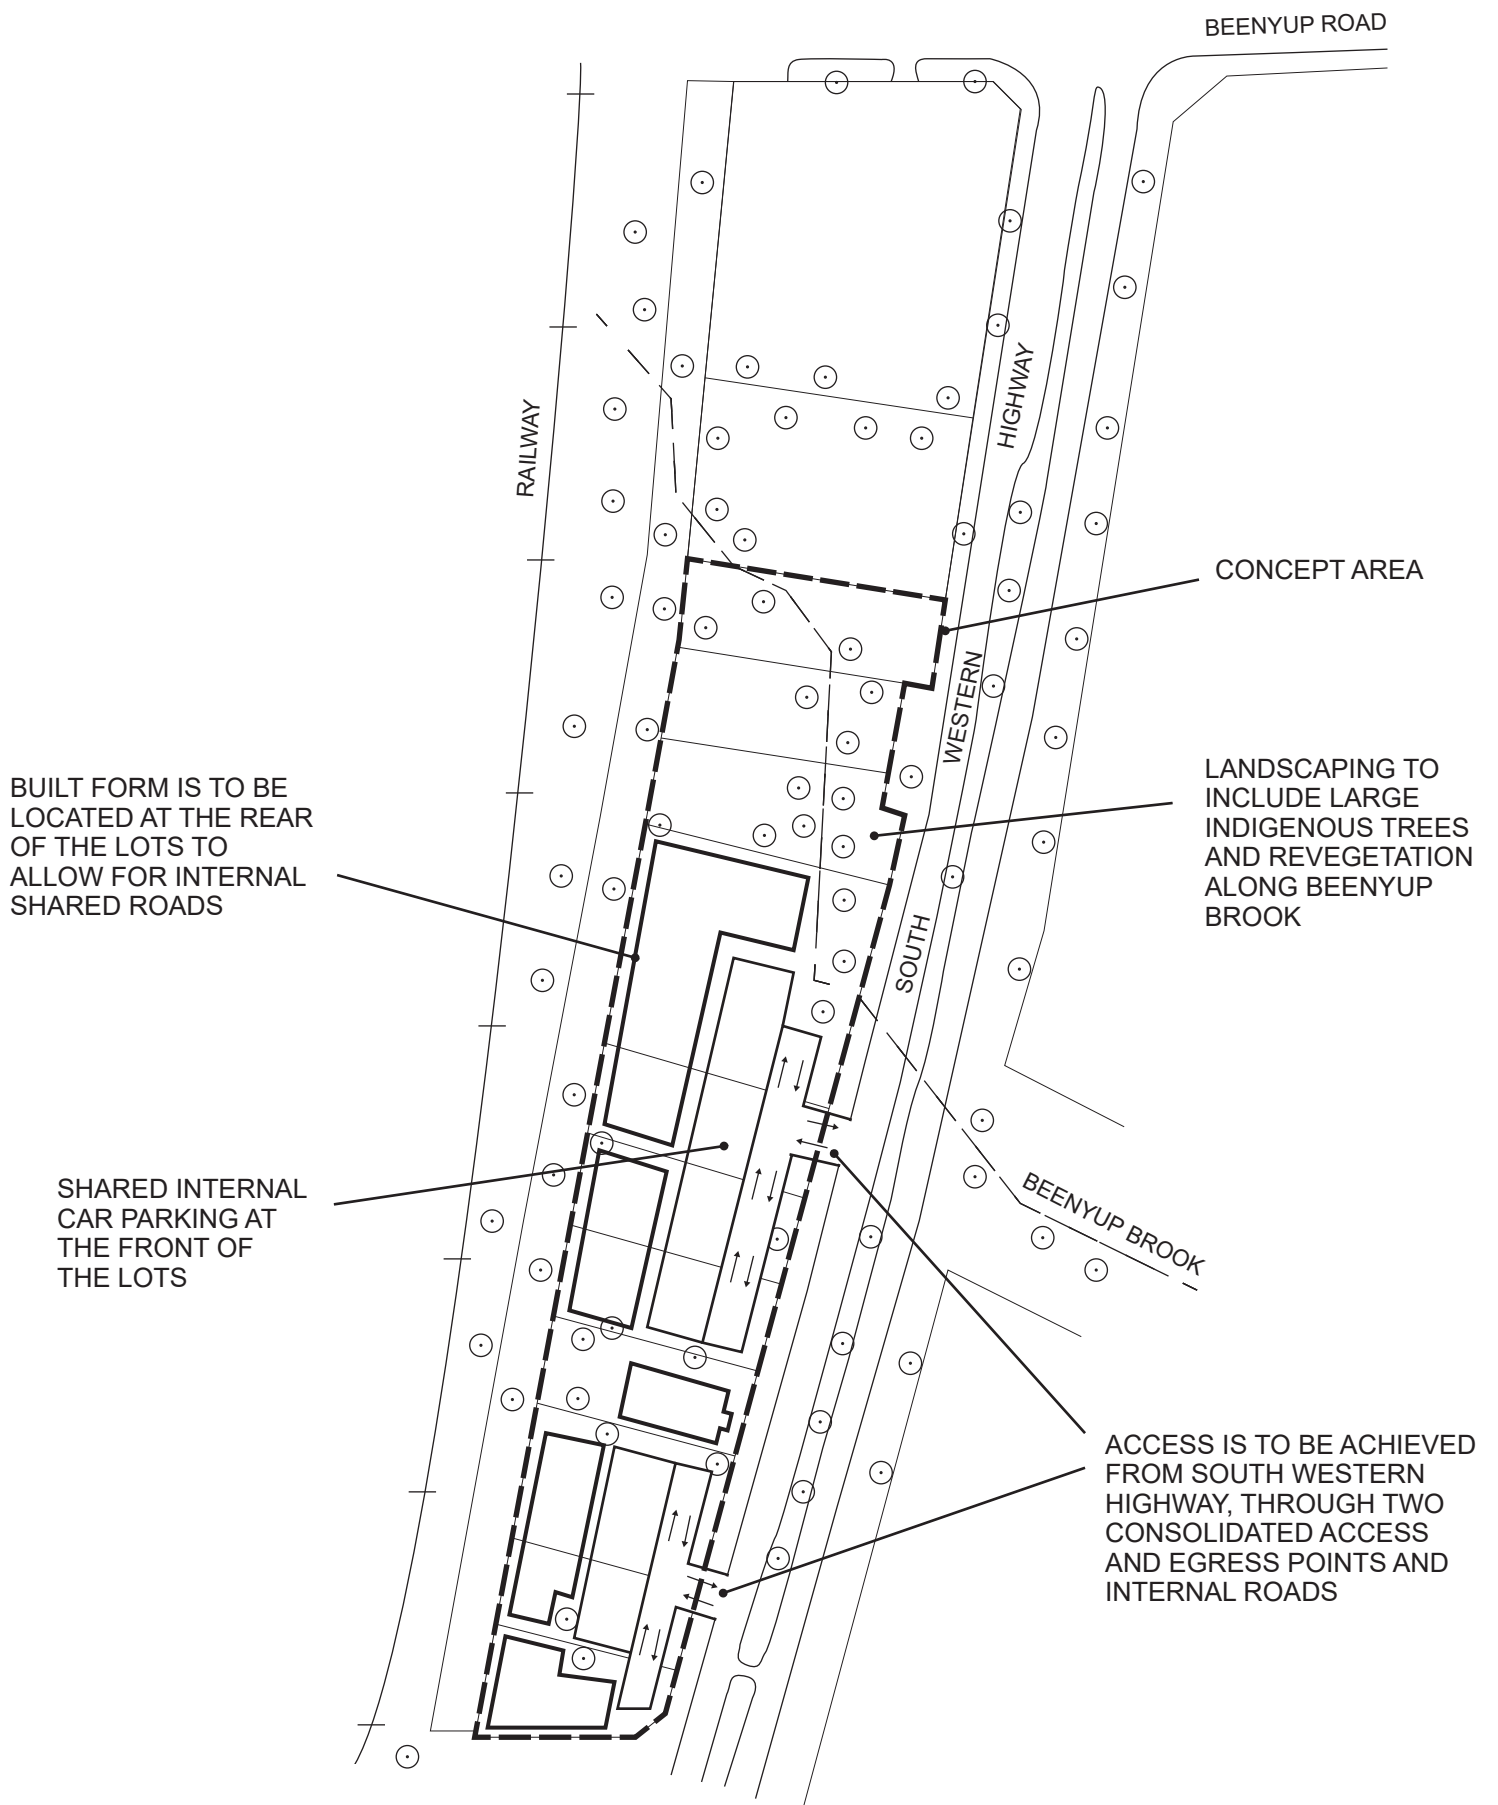 BEENYUP ROAD
RAILWAY
HIGHWAY
CONCEPT AREA
WESTERN
LANDSCAPING TO
INCLUDE LARGE
INDIGENOUS TREES
AND REVEGETATION
ALONG BEENYUP
BROOK
BUILT FORM IS TO BE
LOCATED AT THE REAR
OF THE LOTS TO
ALLOW FOR INTERNAL
SHARED ROADS
SOUTH
SHARED INTERNAL
CAR PARKING AT
THE FRONT OF
THE LOTS
BEENYUP BROOK
ACCESS IS TO BE ACHIEVED
FROM SOUTH WESTERN
HIGHWAY, THROUGH TWO
CONSOLIDATED ACCESS
AND EGRESS POINTS AND
INTERNAL ROADS